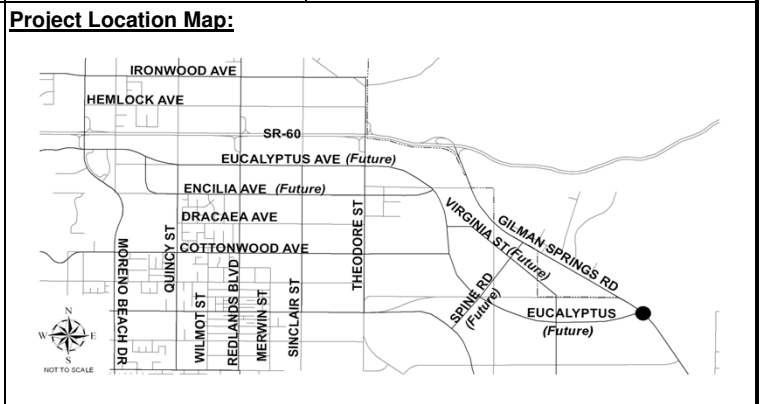 Project Location Map:
IRONWOOD AVE
HEMLOCK AVE
SR-60
EUCALYPTUS AVE (Future)
ENCILIA AVE (Future)
DRACAEA AVE
COTTONWOOD AVE
MORENO BEACH DR
QUINCY ST
WILMOT ST
REDLANDS BLVD
MERWIN ST
SINCLAIR ST
THEODORE ST
VIRGINIA ST (Future)
GILMAN SPRINGS RD
SPINE RD
(Future)
EUCALYPTUS
(Future)
N
W
E
S
NOT TO SCALE